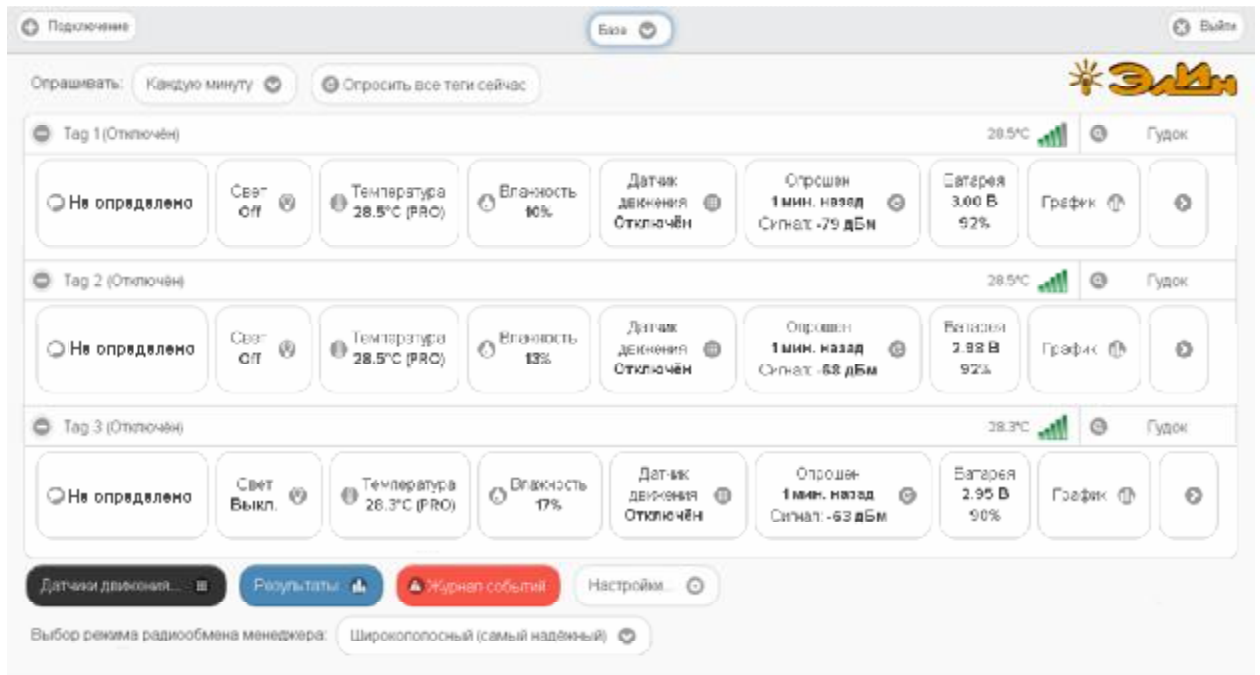 Подключение
База
Выйти
Опрашивать:
Каждую минуту
Опросить все теги сейчас
ЭлИн
Tag 1(Отключён)
28.5°C
Гудок
Не определено
Свет
Off
Температура
28.5°C (PRO)
Влажность
10%
Датчик
движения
Отключён
Опрошен
1 мин. назад
Сигнал: -79 дБм
Батарея
3.00 В
92%
График
Tag 2 (Отключён)
28.5°C
Гудок
Не определено
Свет
Off
Температура
28.5°C (PRO)
Влажность
13%
Датчик
движения
Отключён
Опрошен
1 мин. назад
Сигнал: -68 дБм
Батарея
2.98 В
92%
График
Tag 3 (Отключён)
28.3°C
Гудок
Не определено
Свет
Выкл.
Температура
28.3°C (PRO)
Влажность
17%
Датчик
движения
Отключён
Опрошен
1 мин. назад
Сигнал: -63 дБм
Батарея
2.95 В
90%
График
Датчики движения...
Результаты
Журнал событий
Настройки...
Выбор режима радиообмена менеджера:
Широкополосный (самый надёжный)